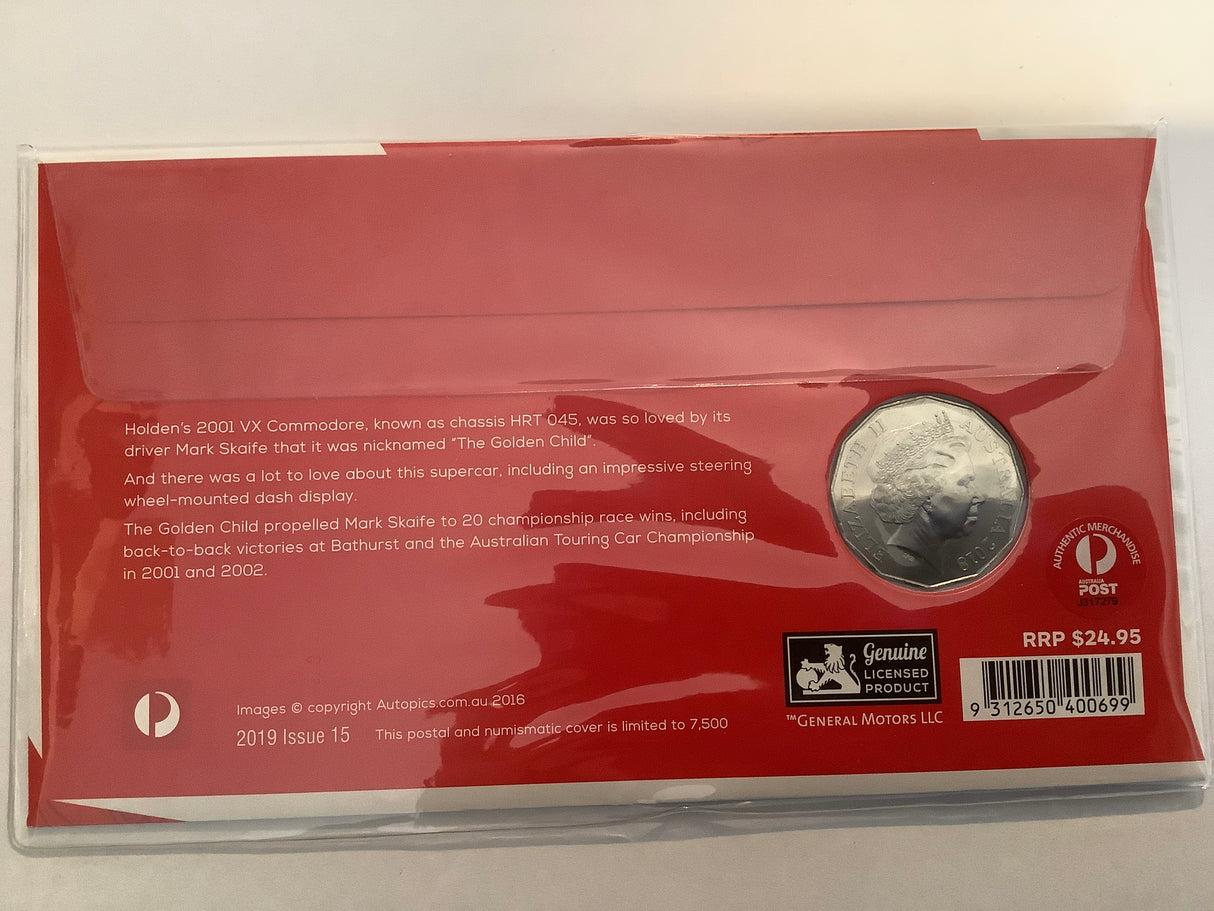 Holden's 2001 VX Commodore, known as chassis HRT 045, was so loved by its
driver Mark Skaife that it was nicknamed “The Golden Child”.
And there was a lot to love about this supercar, including an impressive steering
wheel-mounted dash display.
The Golden Child propelled Mark Skaife to 20 championship race wins, including
back-to-back victories at Bathurst and the Australian Touring Car Championship
in 2001 and 2002.
ELIZABETH II AUSTRALIA
AUTHENTIC MERCHANDISE
AUSTRALIA
POST
Genuine
LICENSED
PRODUCT
™GENERAL MOTORS LLC
RRP $24.95
9 312650 400699
Images © copyright Autopics.com.au 2016
2019 Issue 15 This postal and numismatic cover is limited to 7,500